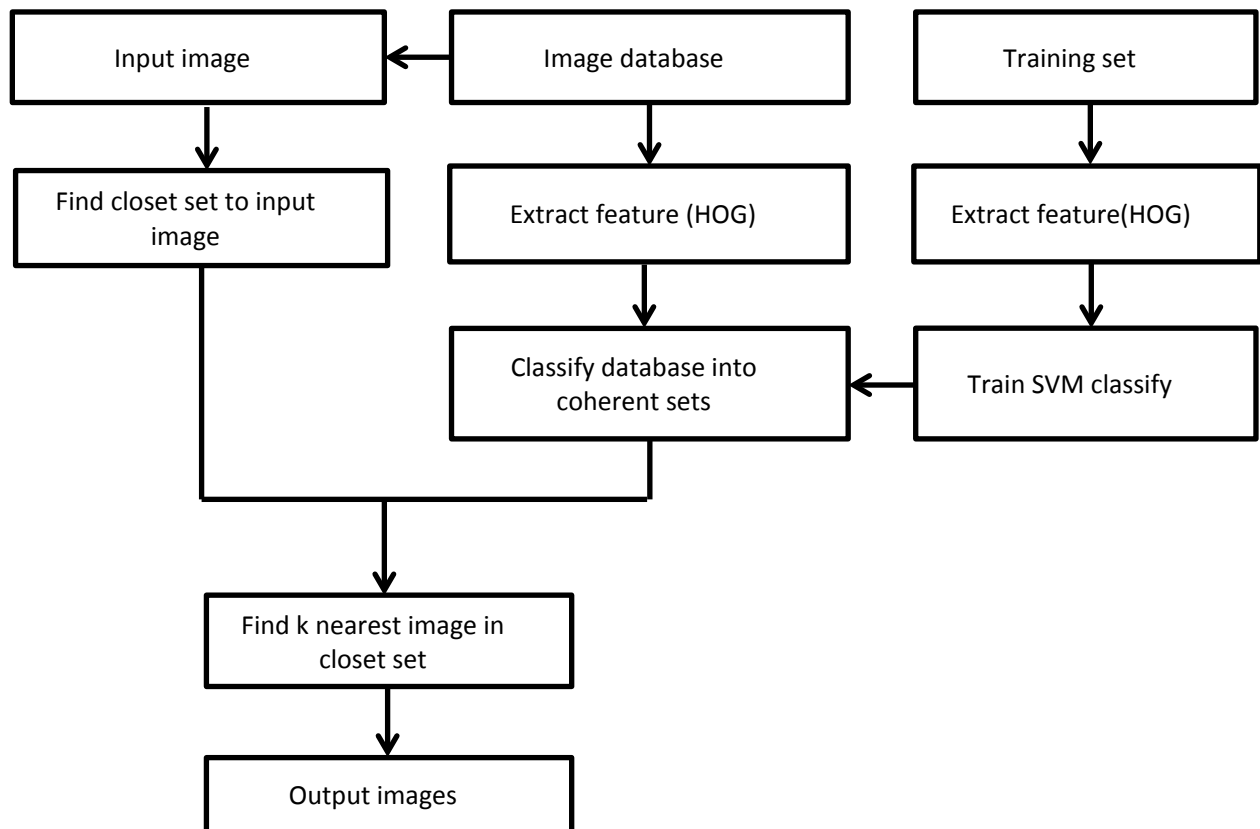 Input image
Image database
Training set
Find closet set to input
image
Extract feature (HOG)
Extract feature(HOG)
Classify database into
coherent sets
Train SVM classify
Find k nearest image in
closet set
Output images